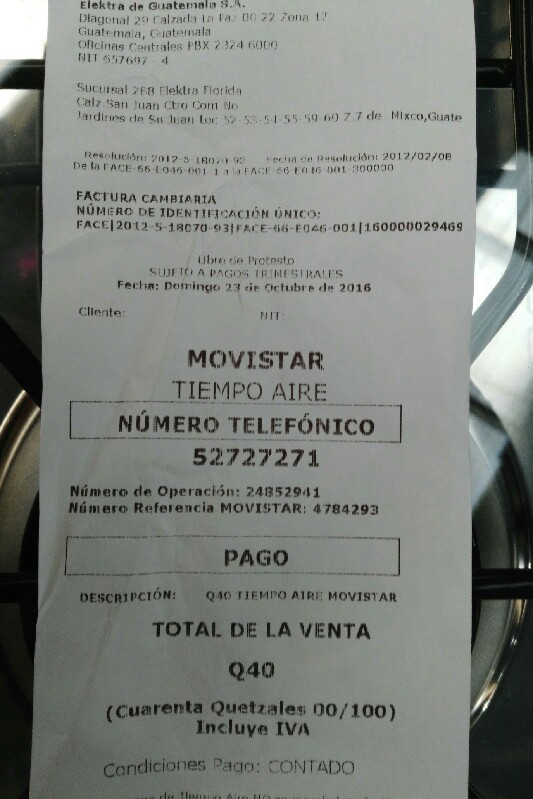 Elektra de Guatemala S.A.
Diagonal 29 Calzada La Paz 00 22 Zona 17
Guatemala, Guatemala
Oficinas Centrales PBX 2324 6000
NIT 657697 - 4
Sucursal 288 Elektra Florida
Calz San Juan Ctro Com No
Jardines de Sn Juan Loc 52-53-54-55-59-60 Z.7 de Mixco,Guate
Resolución: 2012-5-18070-93 Fecha de Resolución: 2012/02/08
De la FACE-66-E046-001-1 a la FACE-66-E046-001-300000
FACTURA CAMBIARIA
NÚMERO DE IDENTIFICACIÓN ÚNICO:
FACE|2012-5-18070-93|FACE-66-E046-001|160000029469
Libre de Protesto
SUJETO A PAGOS TRIMESTRALES
Fecha: Domingo 23 de Octubre de 2016
Cliente: NIT:
MOVISTAR
TIEMPO AIRE
NÚMERO TELEFÓNICO
52727271
Número de Operación: 24852941
Número Referencia MOVISTAR: 4784293
PAGO
DESCRIPCIÓN: Q40 TIEMPO AIRE MOVISTAR
TOTAL DE LA VENTA
Q40
(Cuarenta Quetzales 00/100)
Incluye IVA
Condiciones Pago: CONTADO
de Tiempo Aire NO